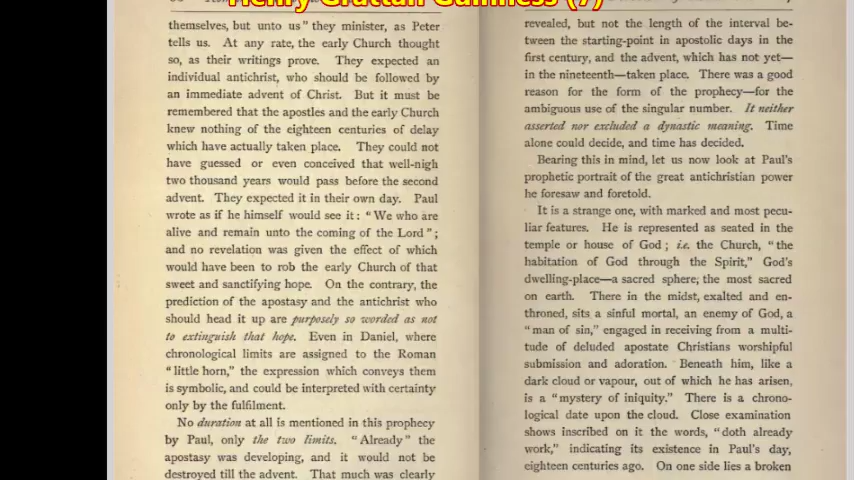 Henry Grattan Guinness (7)
themselves, but unto us" they minister, as Peter
tells us. At any rate, the early Church thought
so, as their writings prove. They expected an
individual antichrist, who should be followed by
an immediate advent of Christ. But it must be
remembered that the apostles and the early Church
knew nothing of the eighteen centuries of delay
which have actually taken place. They could not
have guessed or even conceived that well-nigh
two thousand years would pass before the second
advent. They expected it in their own day. Paul
wrote as if he himself would see it: "We who are
alive and remain unto the coming of the Lord";
and no revelation was given the effect of which
would have been to rob the early Church of that
sweet and sanctifying hope. On the contrary, the
prediction of the apostasy and the antichrist who
should head it up are purposely so worded as not
to extinguish that hope. Even in Daniel, where
chronological limits are assigned to the Roman
"little horn," the expression which conveys them
is symbolic, and could be interpreted with certainty
only by the fulfilment.
No duration at all is mentioned in this prophecy
by Paul, only the two limits. "Already" the
apostasy was developing, and it would not be
destroyed till the advent. That much was clearly
revealed, but not the length of the interval be-
tween the starting-point in apostolic days in the
first century, and the advent, which has not yet—
in the nineteenth—taken place. There was a good
reason for the form of the prophecy—for the
ambiguous use of the singular number. It neither
asserted nor excluded a dynastic meaning. Time
alone could decide, and time has decided.
Bearing this in mind, let us now look at Paul's
prophetic portrait of the great antichristian power
he foresaw and foretold.
It is a strange one, with marked and most pecu-
liar features. He is represented as seated in the
temple or house of God; i.e. the Church, "the
habitation of God through the Spirit," God's
dwelling-place—a sacred sphere, the most sacred
on earth. There in the midst, exalted and en-
throned, sits a sinful mortal, an enemy of God, a
"man of sin," engaged in receiving from a multi-
tude of deluded apostate Christians worshipful
submission and adoration. Beneath him, like a
dark cloud or vapour, out of which he has arisen,
is a "mystery of iniquity." There is a chrono-
logical date upon the cloud. Close examination
shows inscribed on it the words, "doth already
work," indicating its existence in Paul's day,
eighteen centuries ago. On one side lies a broken